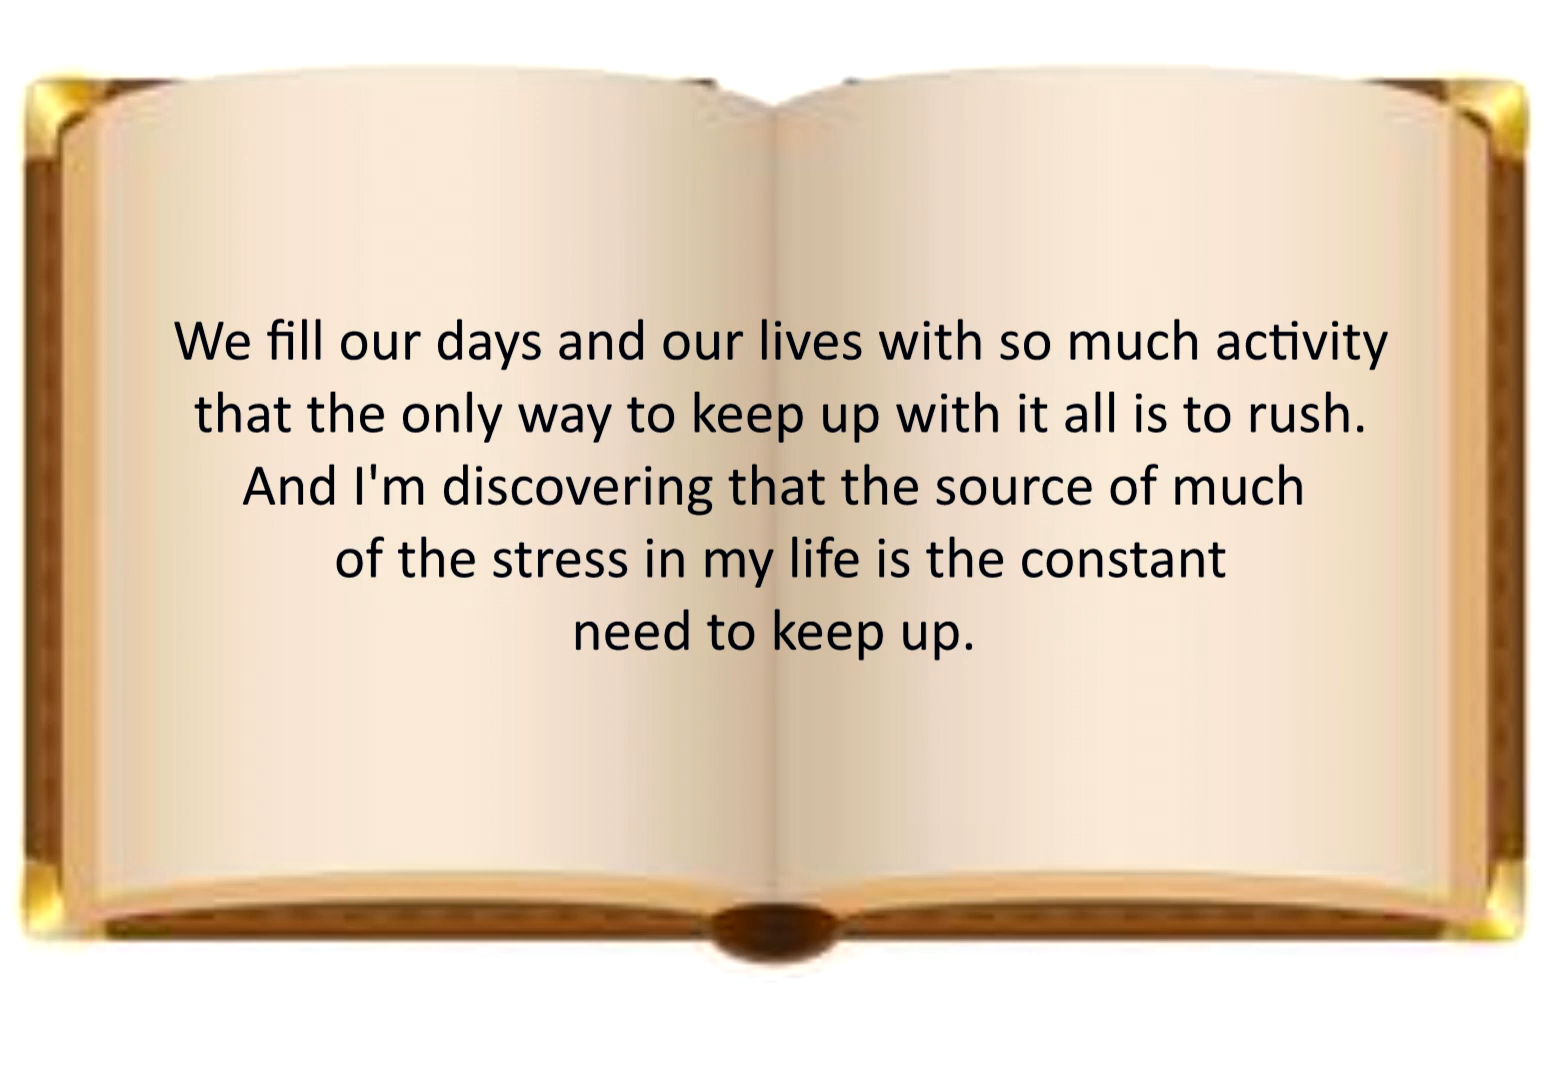 We fill our days and our lives with so much activity
that the only way to keep up with it all is to rush.
And I'm discovering that the source of much
of the stress in my life is the constant
need to keep up.